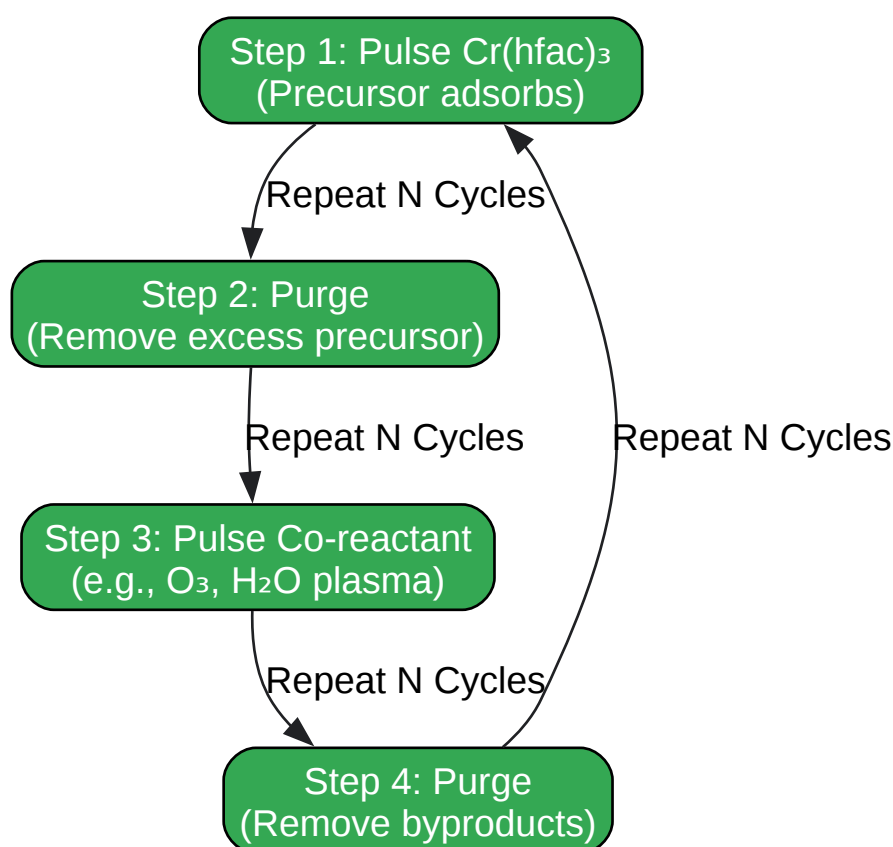 Step 1: Pulse Cr(hfac)₃
(Precursor adsorbs)
Repeat N Cycles
Step 2: Purge
(Remove excess precursor)
Repeat N Cycles
Repeat N Cycles
Step 3: Pulse Co-reactant
(e.g., O₃, H₂O plasma)
Repeat N Cycles
Step 4: Purge
(Remove byproducts)